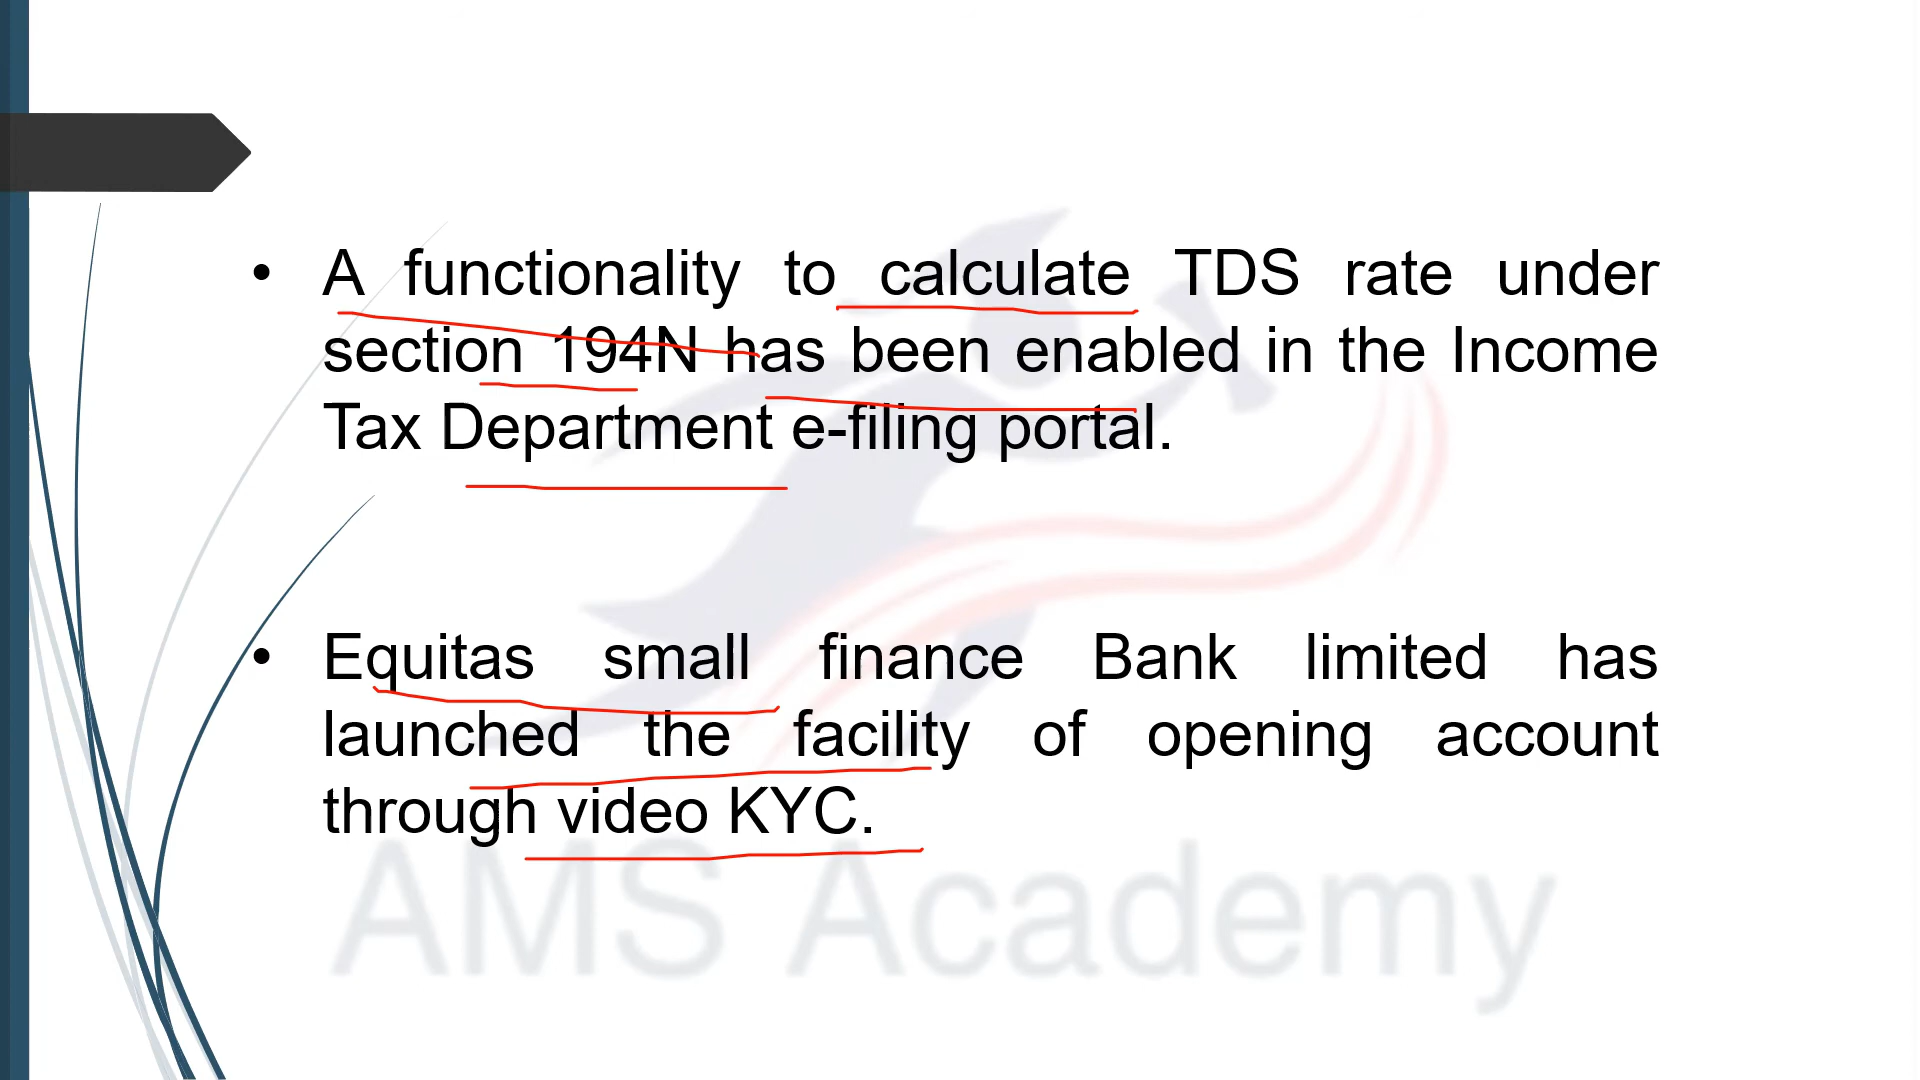 • A functionality to calculate TDS rate under
section 194N has been enabled in the Income
Tax Department e-filing portal.
• Equitas small finance Bank limited has
launched the facility of opening account
through video KYC.
AMS Academy